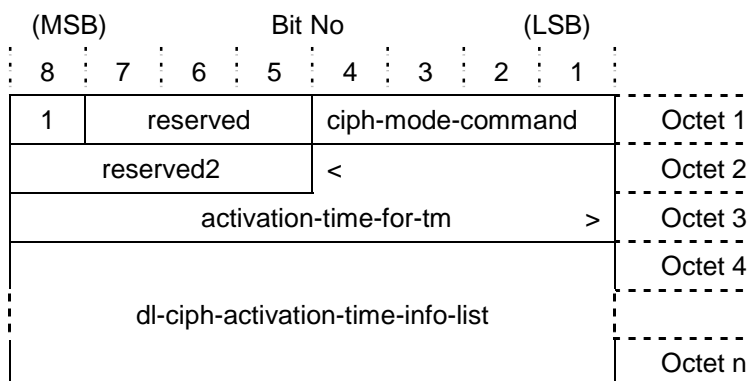 (MSB) Bit No (LSB)
8 7 6 5 4 3 2 1
1 reserved ciph-mode-command Octet 1
reserved2 < Octet 2
activation-time-for-tm > Octet 3
Octet 4
dl-ciph-activation-time-info-list
Octet n